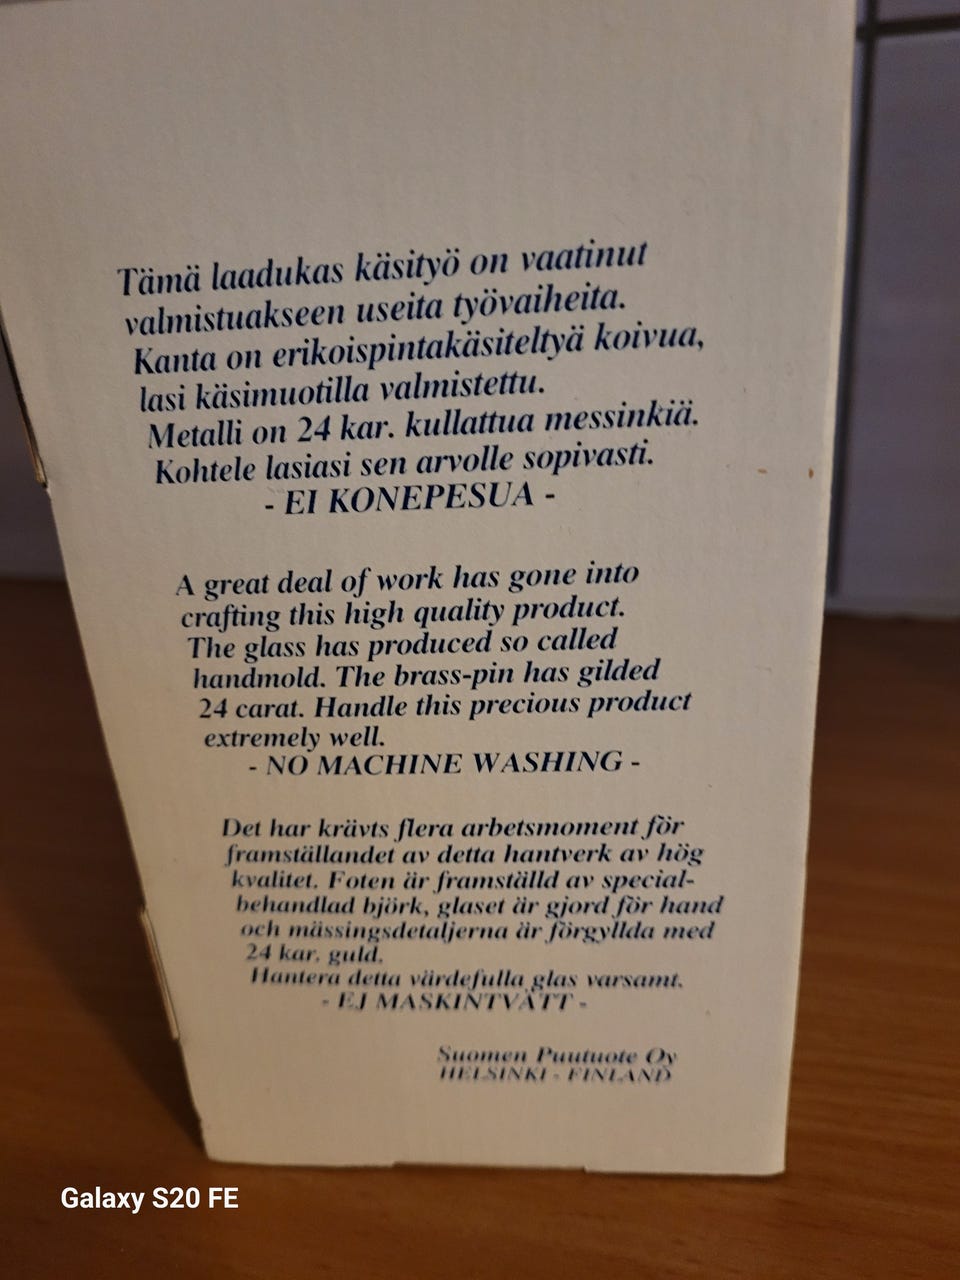 Tämä laadukas käsityö on vaatinut
valmistuakseen useita työvaiheita.
Kanta on erikoispintakäsiteltyä koivua,
lasi käsimuotilla valmistettu.
Metalli on 24 kar. kullattua messinkiä.
Kohtele lasiasi sen arvolle sopivasti.
- EI KONEPESUA -
A great deal of work has gone into
crafting this high quality product.
The glass has produced so called
handmold. The brass-pin has gilded
24 carat. Handle this precious product
extremely well.
- NO MACHINE WASHING -
Det har krävts flera arbetsmoment för
framställandet av detta hantverk av hög
kvalitet. Foten är framställd av special-
behandlad björk, glaset är gjord för hand
och mässingsdetaljerna är förgyllda med
24 kar. guld.
Hantera detta värdefulla glas varsamt.
- EJ MASKINTVÄTT -
Suomen Puutuote Oy
HELSINKI - FINLAND
Galaxy S20 FE